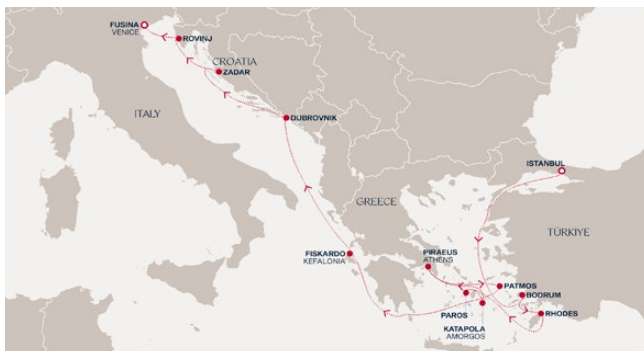 FUSINA
VENICE
ROVINJ
CROATIA
ZADAR
ITALY
DUBROVNIK
ISTANBUL
GREECE
TÜRKIYE
FISKARDO
KEFALONIA
PIRAEUS
ATHENS
PATMOS
BODRUM
PAROS
RHODES
KATAPOLA
AMORGOS